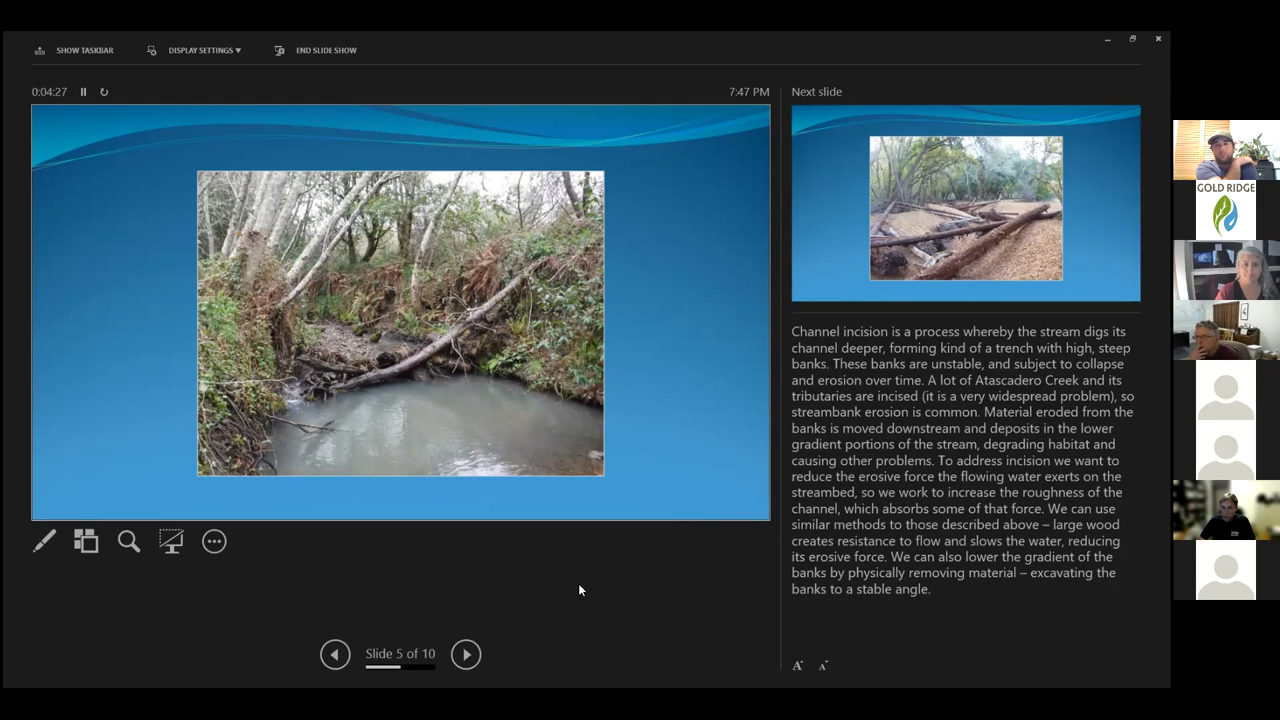 SHOW TASKBAR
DISPLAY SETTINGS ▼
END SLIDE SHOW
0:04:27
7:47 PM
Next slide
GOLD RIDGE
Channel incision is a process whereby the stream digs its
channel deeper, forming kind of a trench with high, steep
banks. These banks are unstable, and subject to collapse
and erosion over time. A lot of Atascadero Creek and its
tributaries are incised (it is a very widespread problem), so
streambank erosion is common. Material eroded from the
banks is moved downstream and deposits in the lower
gradient portions of the stream, degrading habitat and
causing other problems. To address incision we want to
reduce the erosive force the flowing water exerts on the
streambed, so we work to increase the roughness of the
channel, which absorbs some of that force. We can use
similar methods to those described above – large wood
creates resistance to flow and slows the water, reducing
its erosive force. We can also lower the gradient of the
banks by physically removing material – excavating the
banks to a stable angle.
Slide 5 of 10
A A